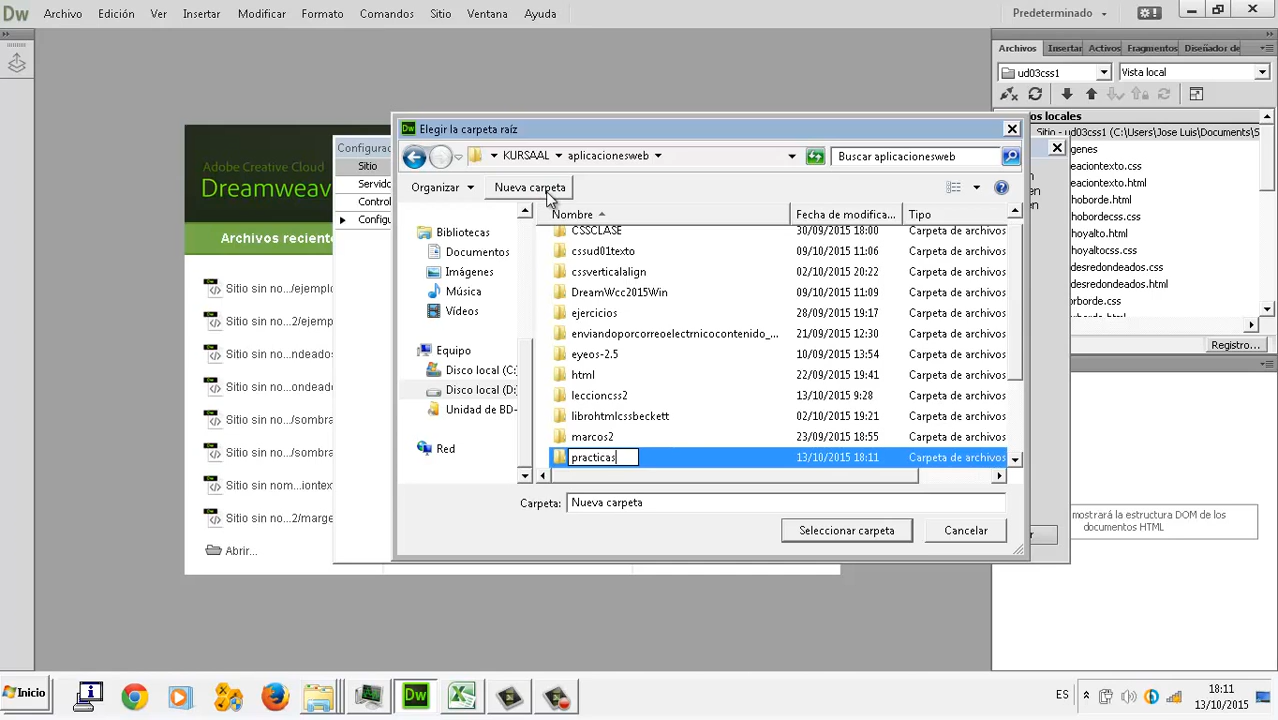 Dw Archivo Edición Ver Insertar Modificar Formato Comandos Sitio Ventana Ayuda Predeterminado
Archivos Insertar Activos Fragmentos Diseñador de
ud03css1 Vista local
Adobe Creative Cloud
Dreamweav
Archivos reciente
Sitio sin no.../ejemplo
Sitio sin no...2/ejemp
Sitio sin no...ndeados
Sitio sin no...ondeado
Sitio sin no.../sombra
Sitio sin no.../sombra
Sitio sin nom...iontext
Sitio sin no...2/marge
Abrir...
Configurac
Sitio
Servido
Control
Configu
Dw Elegir la carpeta raíz
KURSAAL aplicacionesweb Buscar aplicacionesweb
Organizar Nueva carpeta
Bibliotecas
Documentos
Imágenes
Música
Vídeos
Equipo
Disco local (C:
Disco local (D:
Unidad de BD-
Red
Nombre Fecha de modifica... Tipo
CSSCLASE 30/09/2015 18:00 Carpeta de archivos
cssud01texto 09/10/2015 11:06 Carpeta de archivos
cssverticalalign 02/10/2015 20:22 Carpeta de archivos
DreamWcc2015Win 09/10/2015 11:09 Carpeta de archivos
ejercicios 28/09/2015 19:17 Carpeta de archivos
enviandoporcorreoelectrmicocontenido_... 21/09/2015 12:30 Carpeta de archivos
eyeos-2.5 10/09/2015 13:54 Carpeta de archivos
html 22/09/2015 19:41 Carpeta de archivos
leccioncss2 13/10/2015 9:28 Carpeta de archivos
librohtmlcssbeckett 02/10/2015 19:21 Carpeta de archivos
marcos2 23/09/2015 18:55 Carpeta de archivos
practicas 13/10/2015 18:11 Carpeta de archivos
Carpeta: Nueva carpeta
Seleccionar carpeta Cancelar
os locales
Sitio - ud03css1 (C:\Users\Jose Luis\Documents\S
genes
eaciontexto.css
eaciontexto.html
hoborde.html
hoborde.css
hoyalto.html
hoyaltocss.css
desredondeados.css
desredondeados.html
orborde.css
orborde.html
Registro...
mostrará la estructura DOM de los
documentos HTML
Inicio Dw ES 18:11
13/10/2015